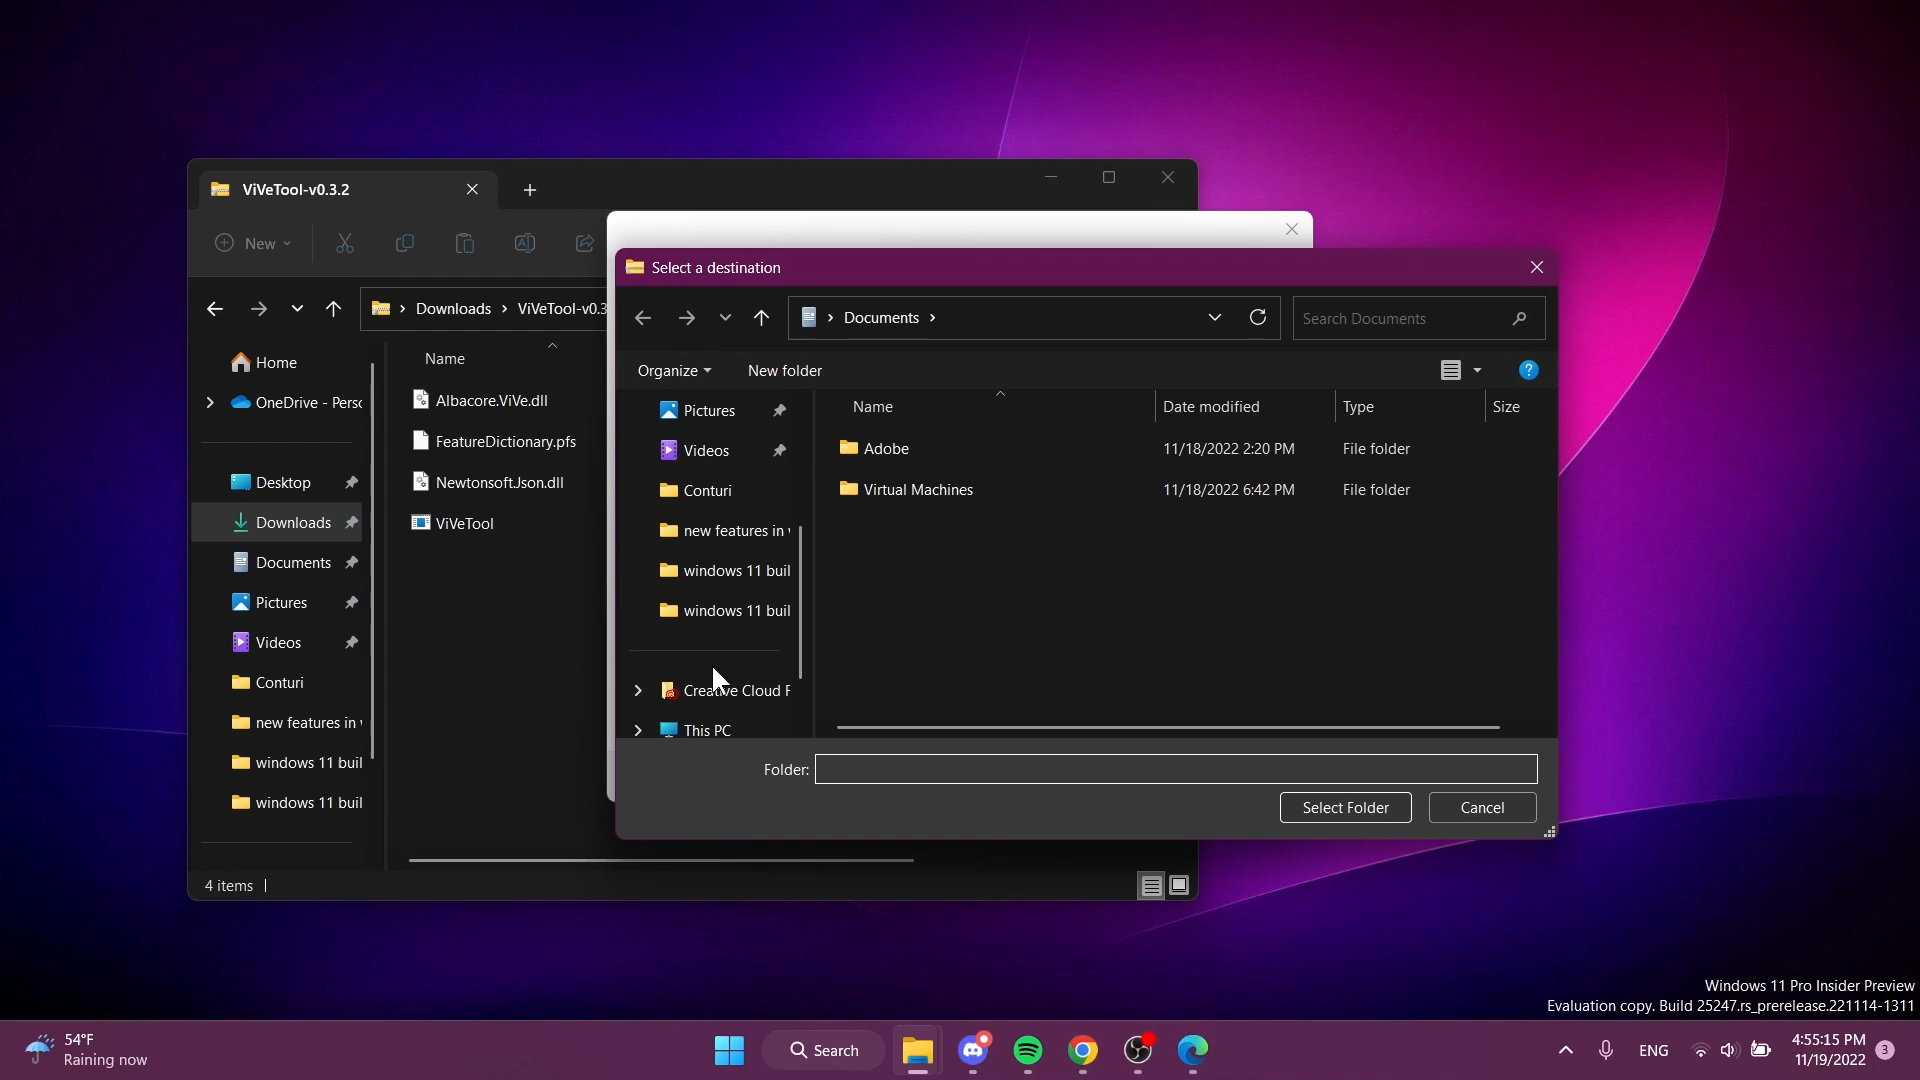 ViVeTool-v0.3.2
New
Downloads
ViVeTool-v0.3
Home
OneDrive - Perso
Desktop
Downloads
Documents
Pictures
Videos
Conturi
new features in
windows 11 buil
windows 11 buil
Name
Albacore.ViVe.dll
FeatureDictionary.pfs
Newtonsoft.Json.dll
ViVeTool
4 items
Select a destination
Documents
Search Documents
Organize
New folder
?
Pictures
Videos
Conturi
new features in
windows 11 buil
windows 11 buil
Creative Cloud F
This PC
Name Date modified Type Size
Adobe 11/18/2022 2:20 PM File folder
Virtual Machines 11/18/2022 6:42 PM File folder
Folder:
Select Folder
Cancel
Windows 11 Pro Insider Preview
Evaluation copy. Build 25247.rs_prerelease.221114-1311
54°F
Raining now
Search
ENG
4:55:15 PM
11/19/2022
3